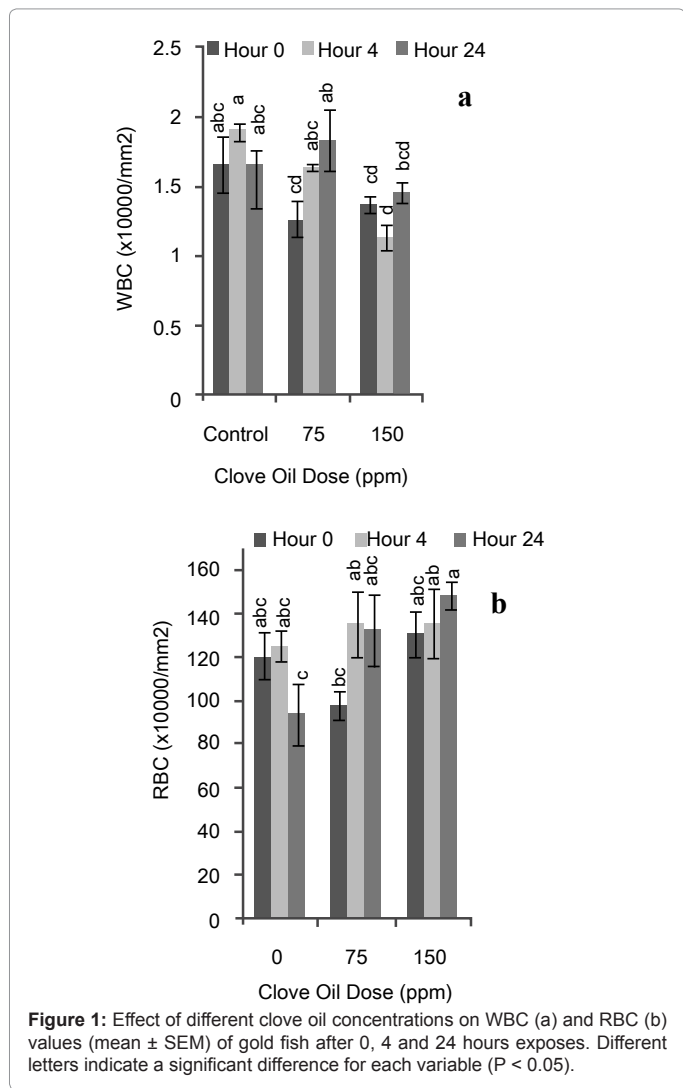 Hour 0 Hour 4 Hour 24
a
2.5
2
1.5
1
0.5
0
WBC (x10000/mm2)
abc a abc
cd abc ab
cd d bcd
Control 75 150
Clove Oil Dose (ppm)
Hour 0 Hour 4 Hour 24
b
160
140
120
100
80
60
40
20
0
RBC (x10000/mm2)
abc abc c
bc ab abc
abc ab a
0 75 150
Clove Oil Dose (ppm)
Figure 1: Effect of different clove oil concentrations on WBC (a) and RBC (b)
values (mean ± SEM) of gold fish after 0, 4 and 24 hours exposes. Different
letters indicate a significant difference for each variable (P < 0.05).